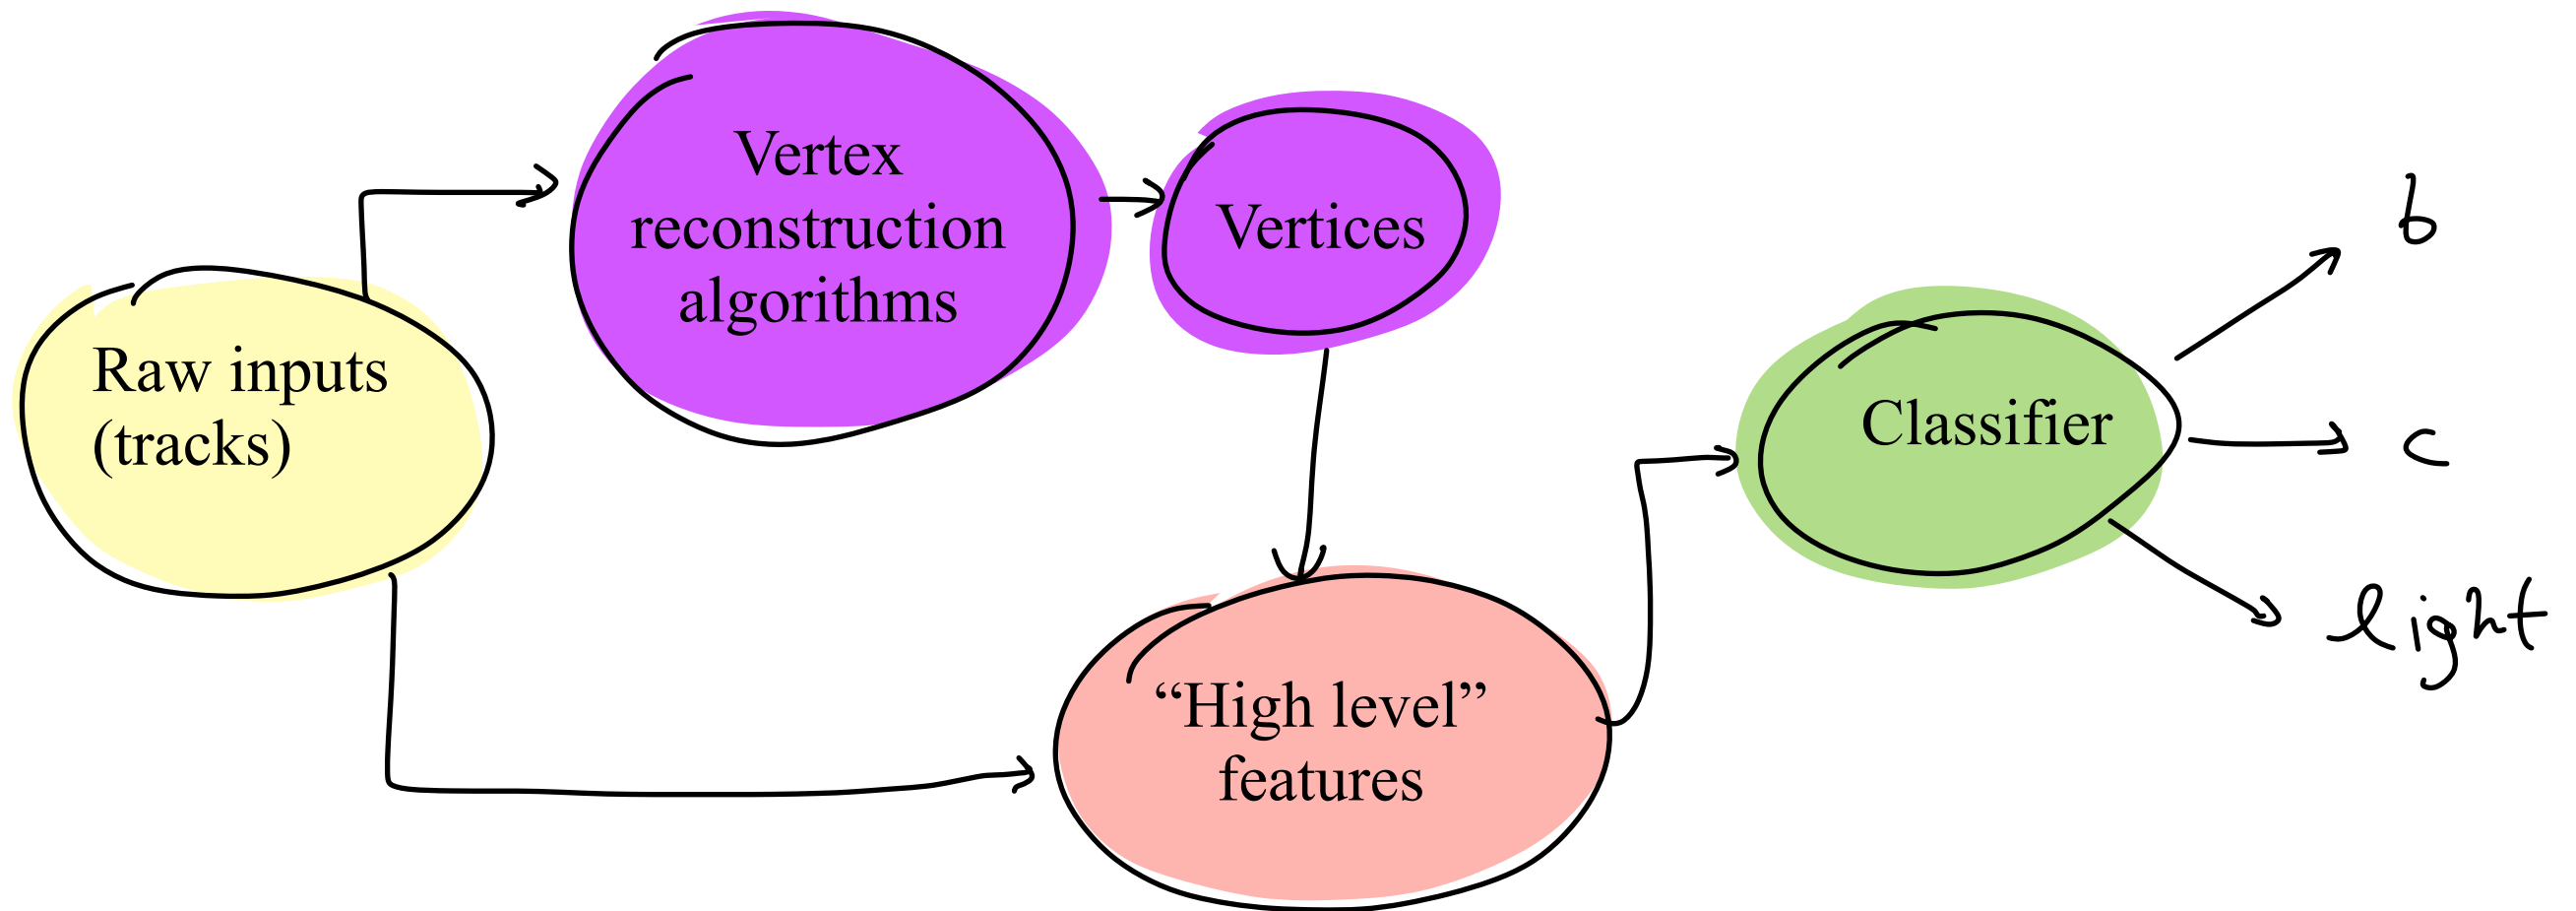 Raw inputs
(tracks)
Vertex
reconstruction
algorithms
Vertices
“High level”
features
Classifier
b
c
light